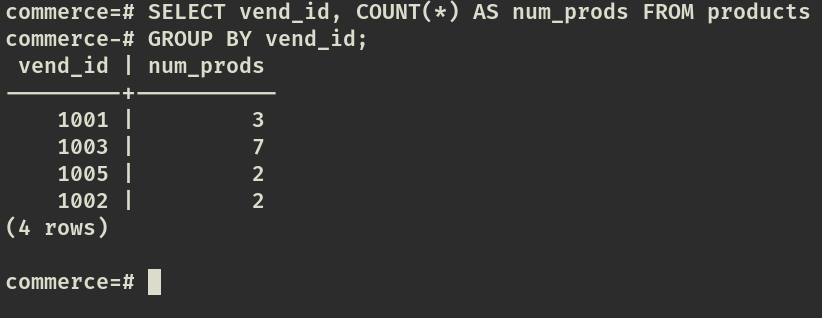 commerce=# SELECT vend_id, COUNT(*) AS num_prods FROM products
commerce-# GROUP BY vend_id;
 vend_id | num_prods
---------+-----------
    1001 |         3
    1003 |         7
    1005 |         2
    1002 |         2
(4 rows)
commerce=#